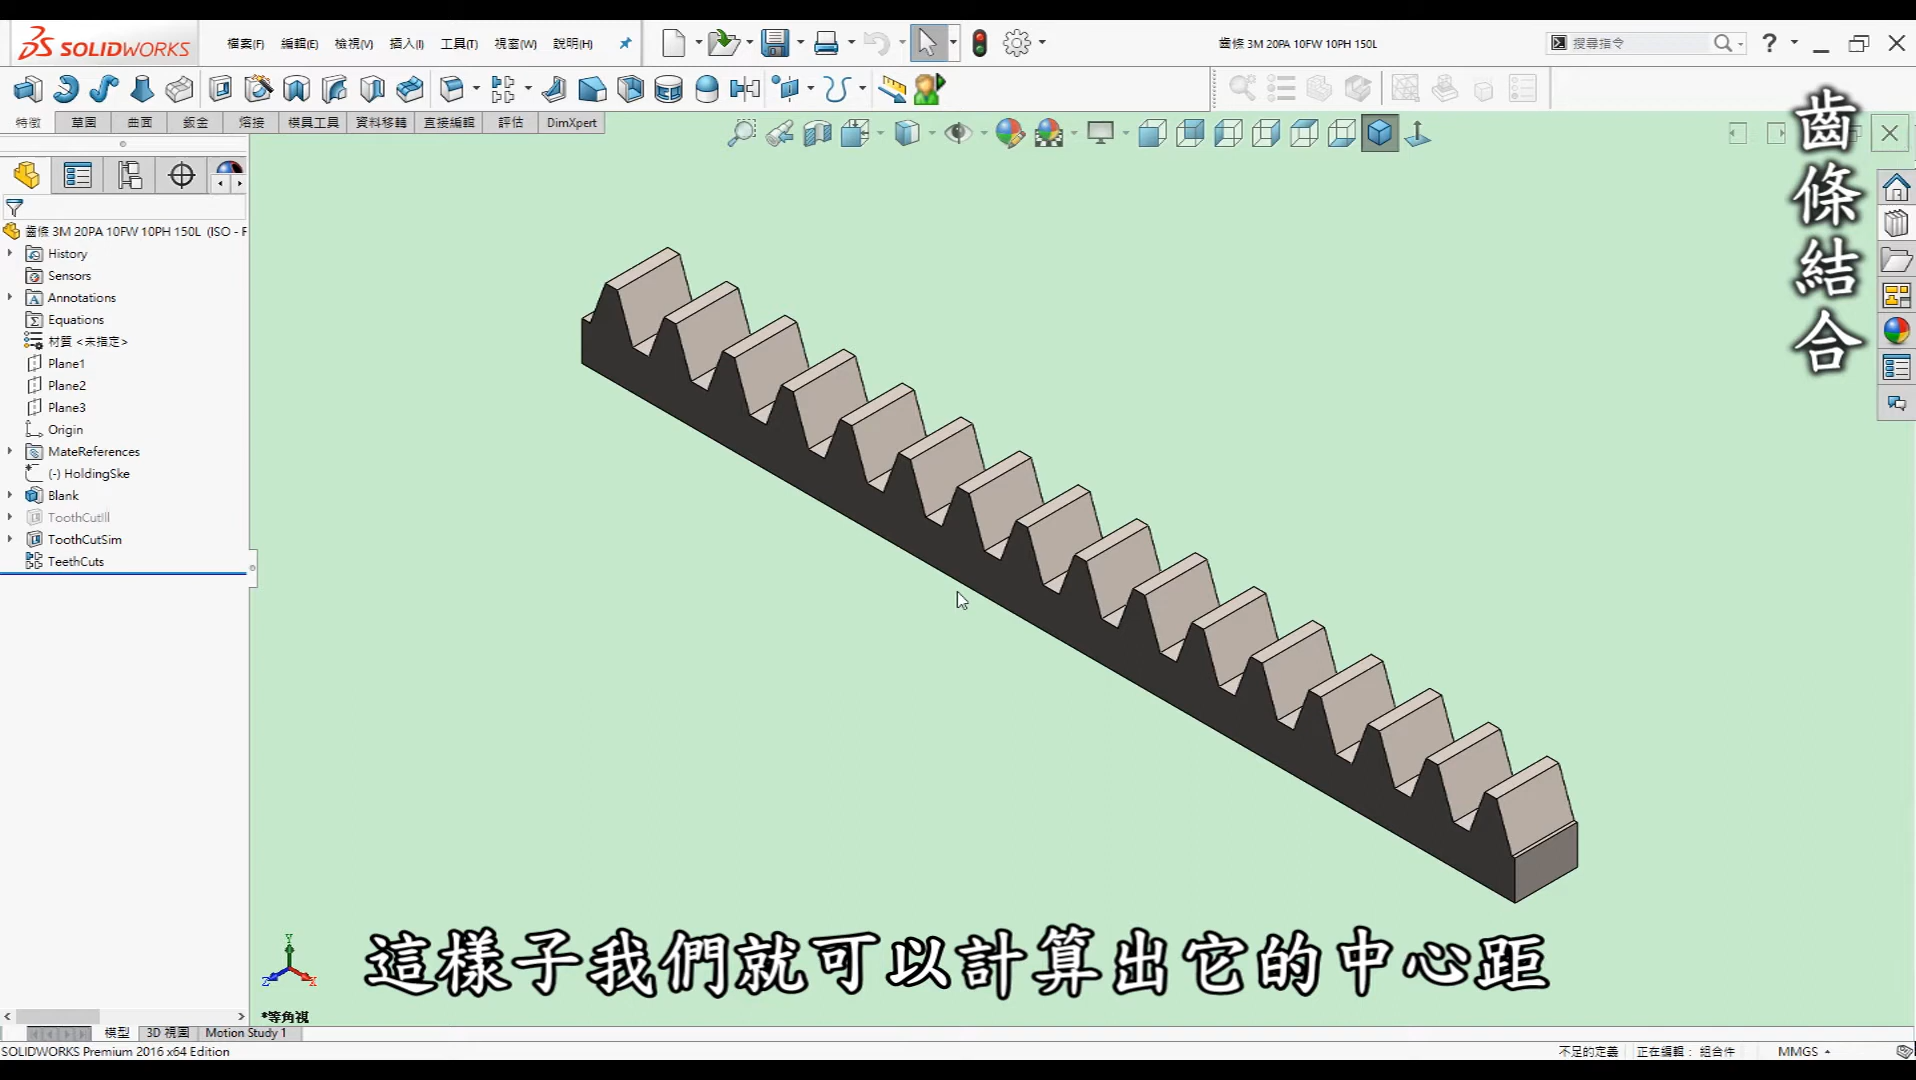 SOLIDWORKS
檔案(F) 編輯(E) 檢視(V) 插入(I) 工具(T) 視窗(W) 說明(H)
齒條 3M 20PA 10FW 10PH 150L
搜尋指令
特徵 草圖 曲面 鈑金 熔接 模具工具 資料移轉 直接編輯 評估 DimXpert
齒條結合
齒條 3M 20PA 10FW 10PH 150L (ISO - F
History
Sensors
Annotations
Equations
材質 <未指定>
Plane1
Plane2
Plane3
Origin
MateReferences
(-) HoldingSke
Blank
ToothCutIll
ToothCutSim
TeethCuts
Y
Z
X
這樣子我們就可以計算出它的中心距
*等角視
模型 3D 視圖 Motion Study 1
SOLIDWORKS Premium 2016 x64 Edition
不足的定義 正在編輯: 組合件 MMGS